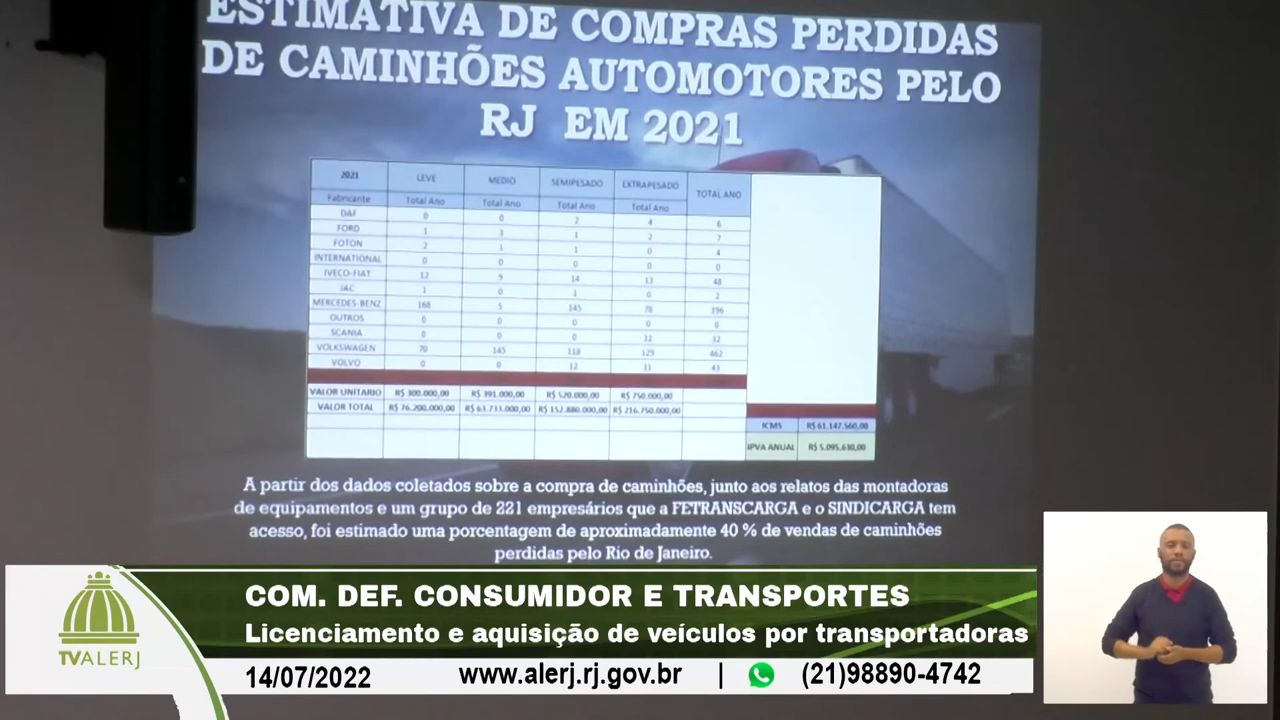 ESTIMATIVA DE COMPRAS PERDIDAS
DE CAMINHÕES AUTOMOTORES PELO
RJ EM 2021
2021 LEVE MEDIO SEMIPESADO EXTRAPESADO TOTAL ANO
Fabricante Total Ano Total Ano Total Ano Total Ano
DAF 0 0 2 4 6
FORD 1 3 1 2 7
FOTON 2 1 1 0 4
INTERNATIONAL 0 0 0 0 0
IVECO-FIAT 12 9 14 13 48
JAC 1 0 1 0 2
MERCEDES-BENZ 168 5 145 78 396
OUTROS 0 0 0 0 0
SCANIA 0 0 0 32 32
VOLKSWAGEN 70 145 118 129 462
VOLVO 0 0 12 31 43
VALOR UNITARIO R$ 300.000,00 R$ 391.000,00 R$ 520.000,00 R$ 750.000,00
VALOR TOTAL R$ 76.200.000,00 R$ 63.733.000,00 R$ 152.880.000,00 R$ 216.750.000,00
ICMS R$ 61.147.560,00
IPVA ANUAL R$ 5.095.630,00
A partir dos dados coletados sobre a compra de caminhões, junto aos relatos das montadoras
de equipamentos e um grupo de 221 empresários que a FETRANSCARGA e o SINDICARGA tem
acesso, foi estimado uma porcentagem de aproximadamente 40 % de vendas de caminhões
perdidas pelo Rio de Janeiro.
COM. DEF. CONSUMIDOR E TRANSPORTES
Licenciamento e aquisição de veículos por transportadoras
TVALERJ
14/07/2022 www.alerj.rj.gov.br | (21)98890-4742